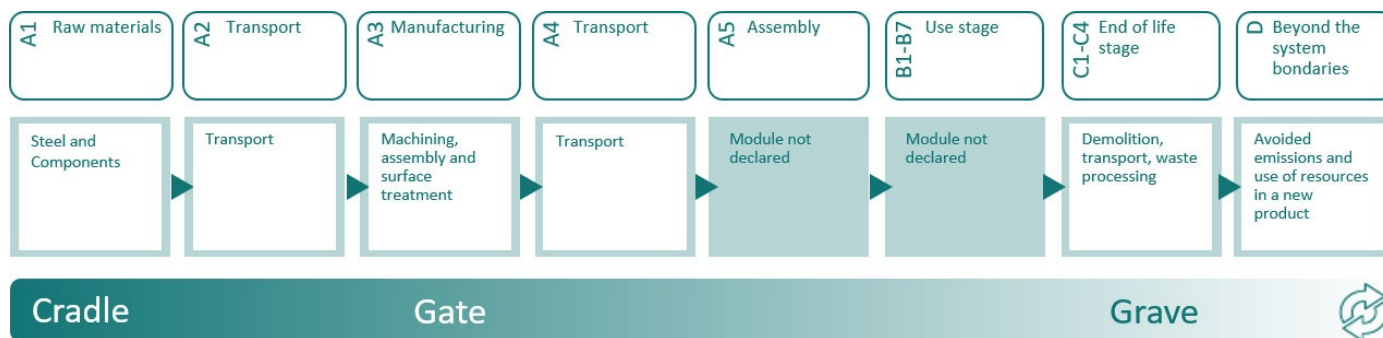 A1 Raw materials
A2 Transport
A3 Manufacturing
A4 Transport
A5 Assembly
B1-B7 Use stage
C1-C4 End of life
stage
D Beyond the
system
bondaries
Steel and
Components
Transport
Machining,
assembly and
surface
treatment
Transport
Module not
declared
Module not
declared
Demolition,
transport, waste
processing
Avoided
emissions and
use of resources
in a new
product
Cradle
Gate
Grave